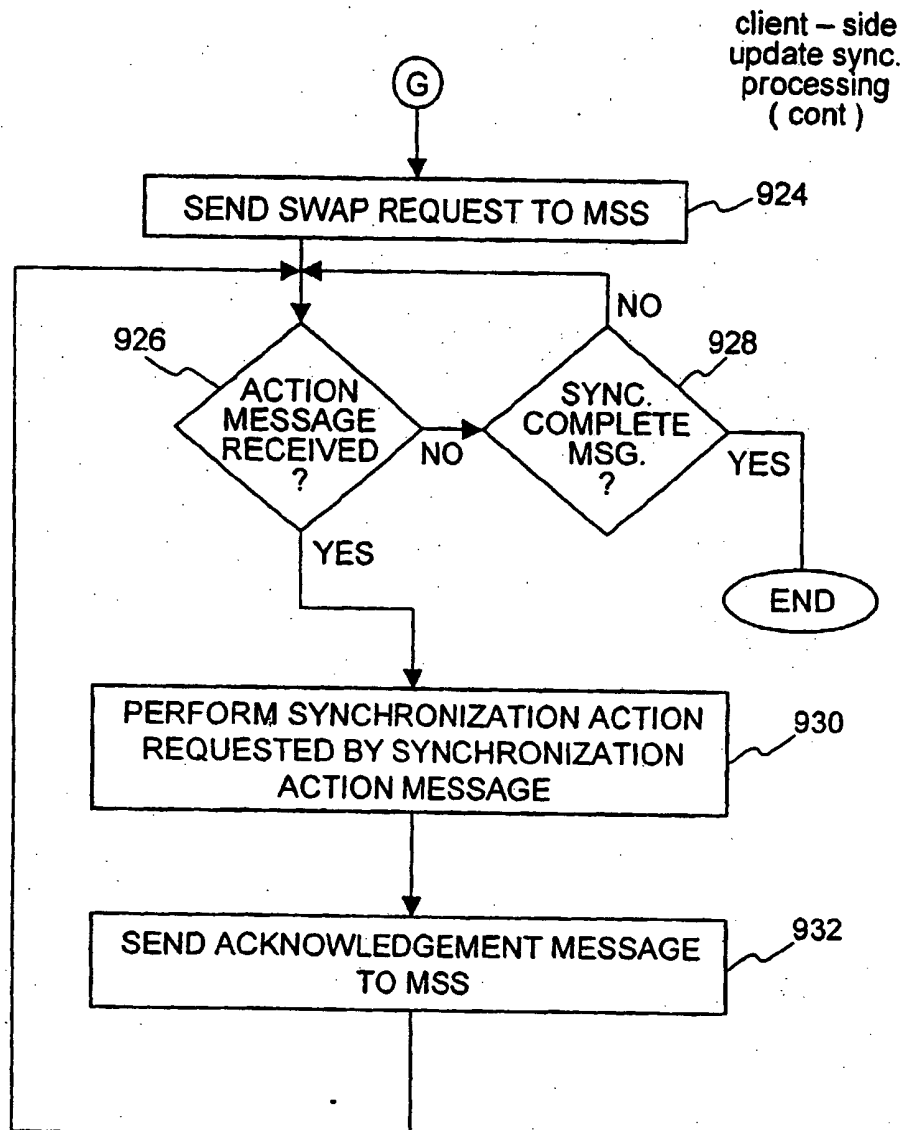 client – side
update sync.
processing
( cont )
G
SEND SWAP REQUEST TO MSS
924
NO
926
928
ACTION
MESSAGE
RECEIVED
?
NO
SYNC.
COMPLETE
MSG.
?
YES
YES
END
PERFORM SYNCHRONIZATION ACTION
REQUESTED BY SYNCHRONIZATION
ACTION MESSAGE
930
SEND ACKNOWLEDGEMENT MESSAGE
TO MSS
932